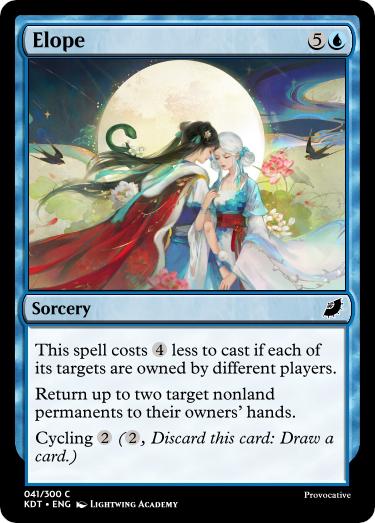 Elope 5
Sorcery
This spell costs 4 less to cast if each of
its targets are owned by different players.
Return up to two target nonland
permanents to their owners' hands.
Cycling 2 (2, Discard this card: Draw a
card.)
041/300 C
KDT • ENG Lightwing Academy
Provocative